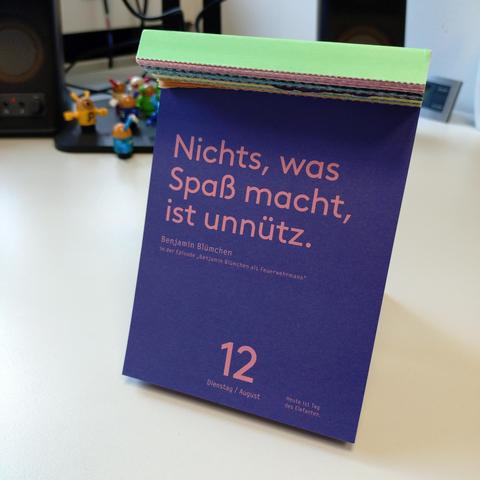 Nichts, was
Spaß macht,
ist unnütz.
Benjamin Blümchen
in der Episode „Benjamin Blümchen als Feuerwehrmann“
12
Dienstag / August
Heute ist Tag
des Elefanten.